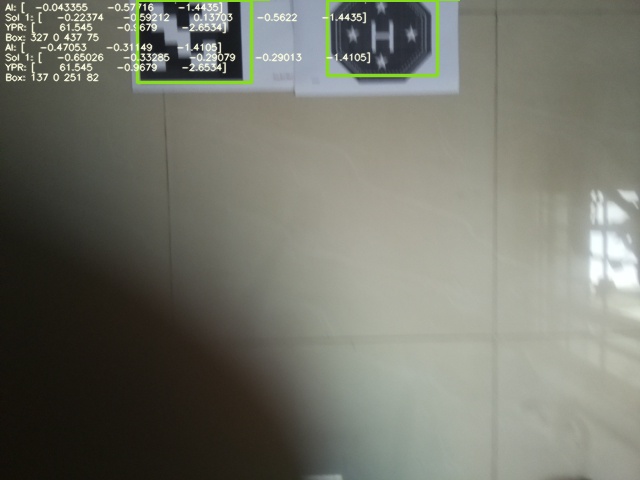 AI: [ -0.043355 -0.57716 -1.4435]
Sol 1: [ -0.22374 -0.59212 0.13703 -0.5622 -1.4435]
YPR: [ 61.545 -0.9679 -2.6534]
Box: 327 0 437 75
AI: [ -0.47053 -0.31149 -1.4105]
Sol 1: [ -0.65026 -0.33285 -0.29079 -0.29013 -1.4105]
YPR: [ 61.545 -0.9679 -2.6534]
Box: 137 0 251 82
H